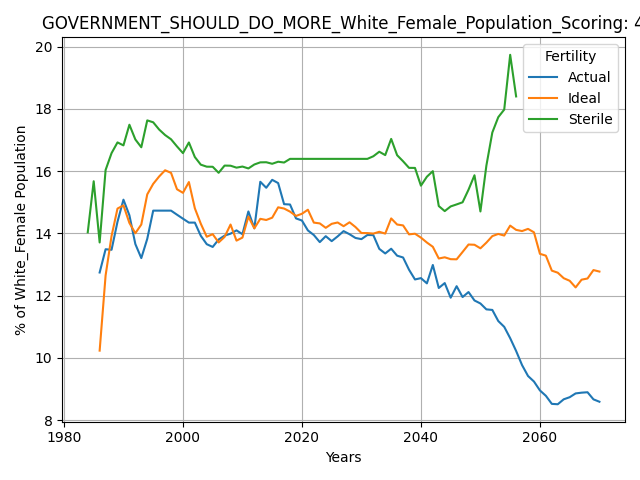 GOVERNMENT_SHOULD_DO_MORE_White_Female_Population_Scoring: 4
Fertility
Actual
Ideal
Sterile
% of White_Female Population
20
18
16
14
12
10
8
1980
2000
2020
2040
2060
Years